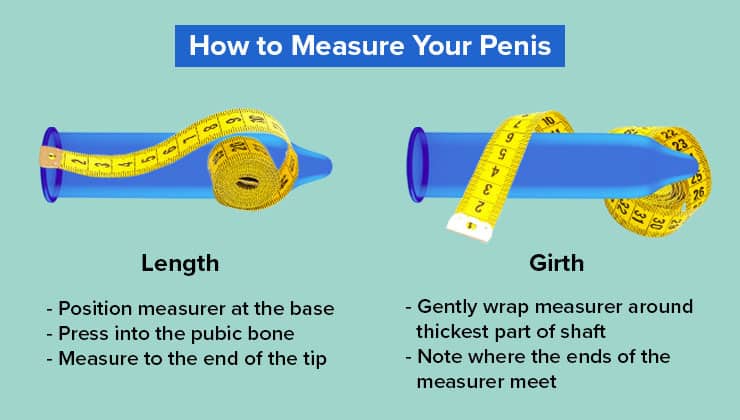 How to Measure Your Penis
Length
- Position measurer at the base
- Press into the pubic bone
- Measure to the end of the tip
Girth
- Gently wrap measurer around
thickest part of shaft
- Note where the ends of the
measurer meet